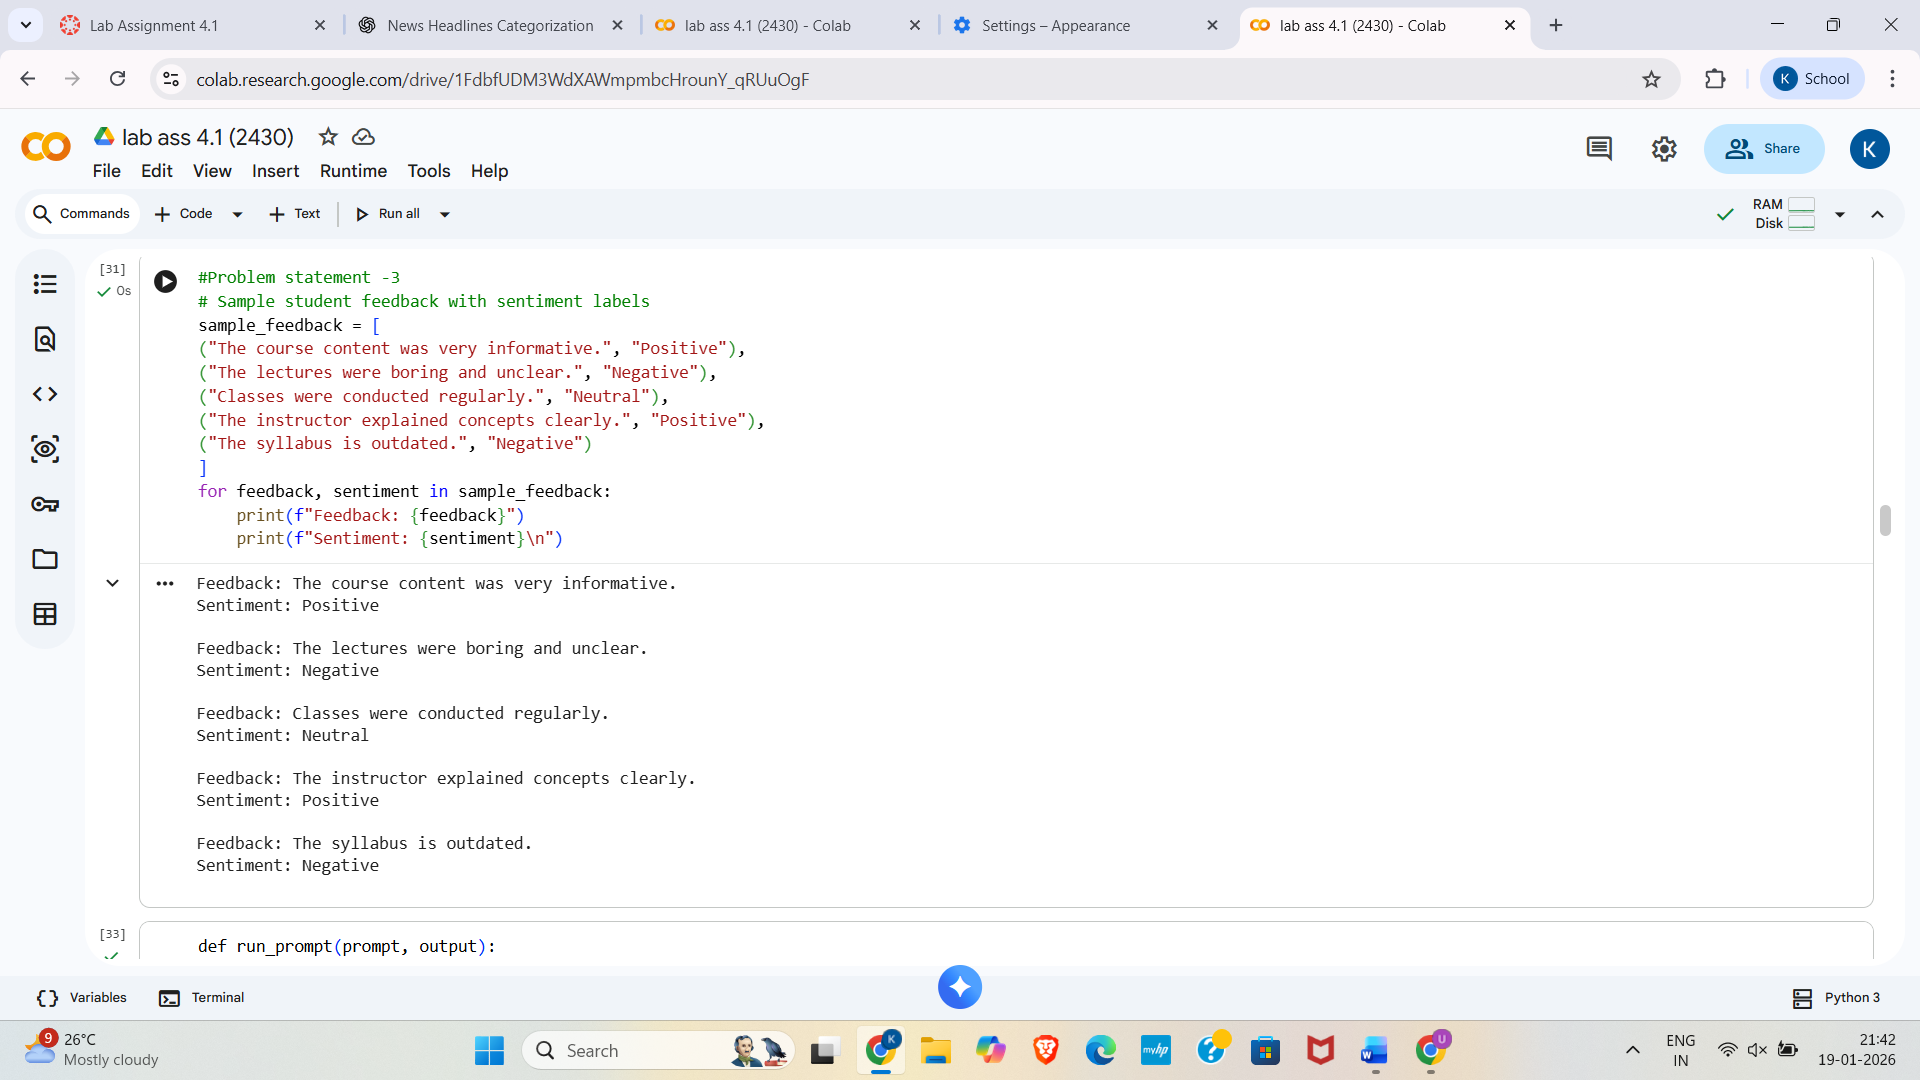 Lab Assignment 4.1
News Headlines Categorization
lab ass 4.1 (2430) - Colab
Settings – Appearance
lab ass 4.1 (2430) - Colab
colab.research.google.com/drive/1FdbfUDM3WdXAWmpmbcHrounY_qRUuOgF
K School
lab ass 4.1 (2430)
File Edit View Insert Runtime Tools Help
Share
K
Commands + Code + Text Run all
RAM
Disk
[31]
0s
#Problem statement -3
# Sample student feedback with sentiment labels
sample_feedback = [
("The course content was very informative.", "Positive"),
("The lectures were boring and unclear.", "Negative"),
("Classes were conducted regularly.", "Neutral"),
("The instructor explained concepts clearly.", "Positive"),
("The syllabus is outdated.", "Negative")
]
for feedback, sentiment in sample_feedback:
    print(f"Feedback: {feedback}")
    print(f"Sentiment: {sentiment}\n")
Feedback: The course content was very informative.
Sentiment: Positive
Feedback: The lectures were boring and unclear.
Sentiment: Negative
Feedback: Classes were conducted regularly.
Sentiment: Neutral
Feedback: The instructor explained concepts clearly.
Sentiment: Positive
Feedback: The syllabus is outdated.
Sentiment: Negative
[33]
def run_prompt(prompt, output):
Variables Terminal
Python 3
9
26°C
Mostly cloudy
Search
K
myhp
W
U
ENG
IN
21:42
19-01-2026